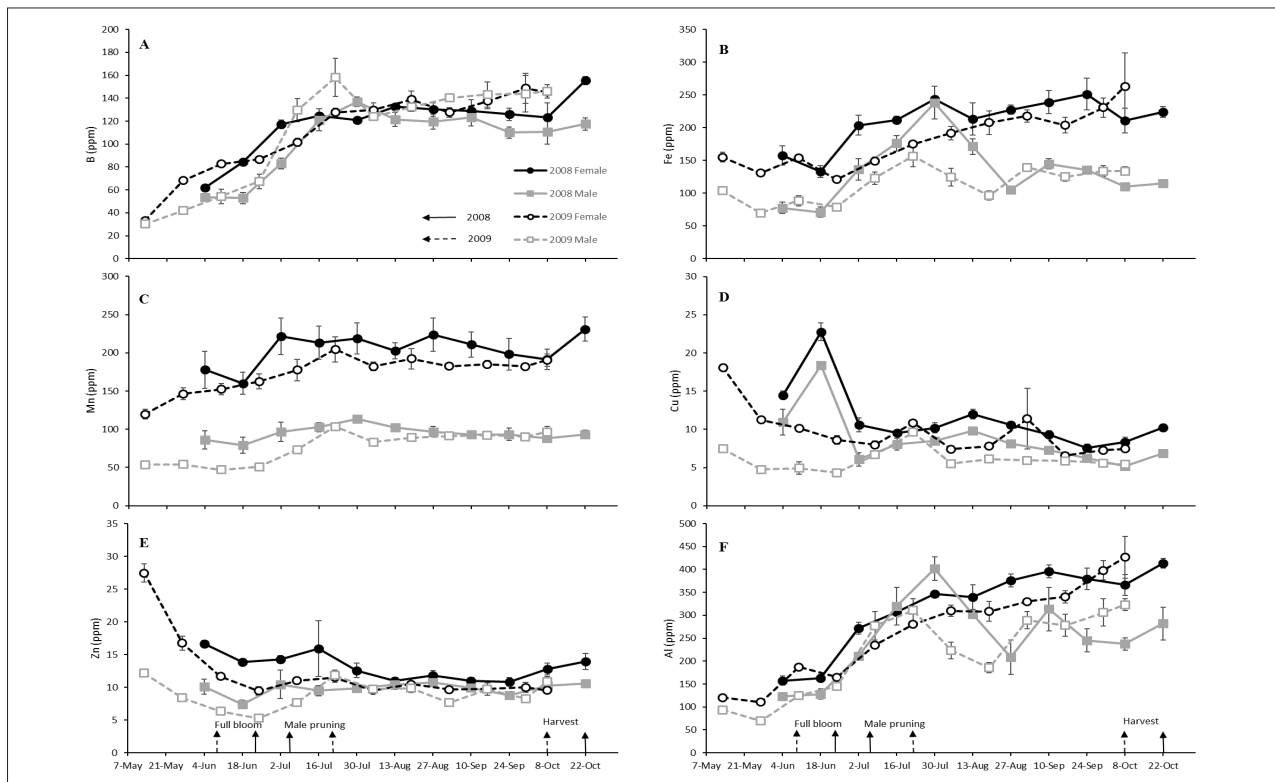 A
B (ppm)
200
180
160
140
120
100
80
60
40
20
0
2008 Female
2008 Male
2009 Female
2009 Male
2008
2009
B
Fe (ppm)
350
300
250
200
150
100
50
0
C
Mn (ppm)
300
250
200
150
100
50
0
D
Cu (ppm)
30
25
20
15
10
5
0
E
Zn (ppm)
35
30
25
20
15
10
5
0
Full bloom
Male pruning
Harvest
7-May 21-May 4-Jun 18-Jun 2-Jul 16-Jul 30-Jul 13-Aug 27-Aug 10-Sep 24-Sep 8-Oct 22-Oct
F
Al (ppm)
500
450
400
350
300
250
200
150
100
50
0
Full bloom
Male pruning
Harvest
7-May 21-May 4-Jun 18-Jun 2-Jul 16-Jul 30-Jul 13-Aug 27-Aug 10-Sep 24-Sep 8-Oct 22-Oct